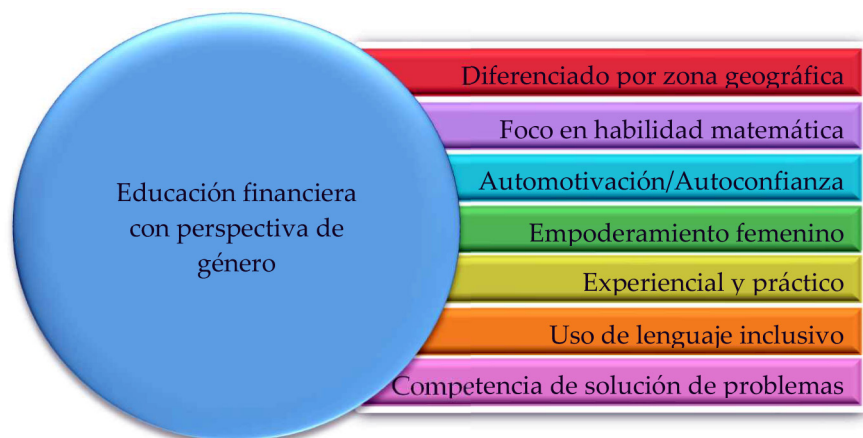 Educación financiera
con perspectiva de
género
Diferenciado por zona geográfica
Foco en habilidad matemática
Automotivación/Autoconfianza
Empoderamiento femenino
Experiencial y práctico
Uso de lenguaje inclusivo
Competencia de solución de problemas